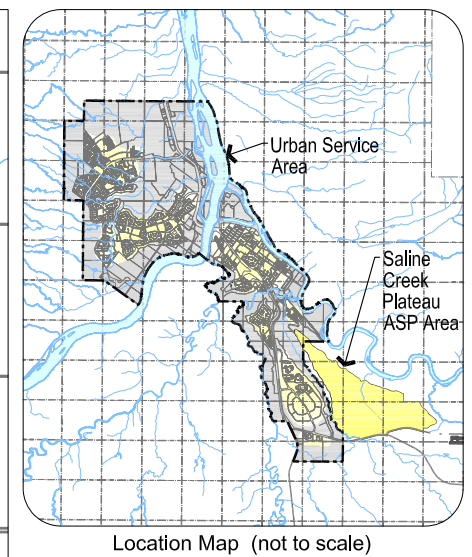 Urban Service
Area
Saline
Creek
Plateau
ASP Area
Location Map (not to scale)